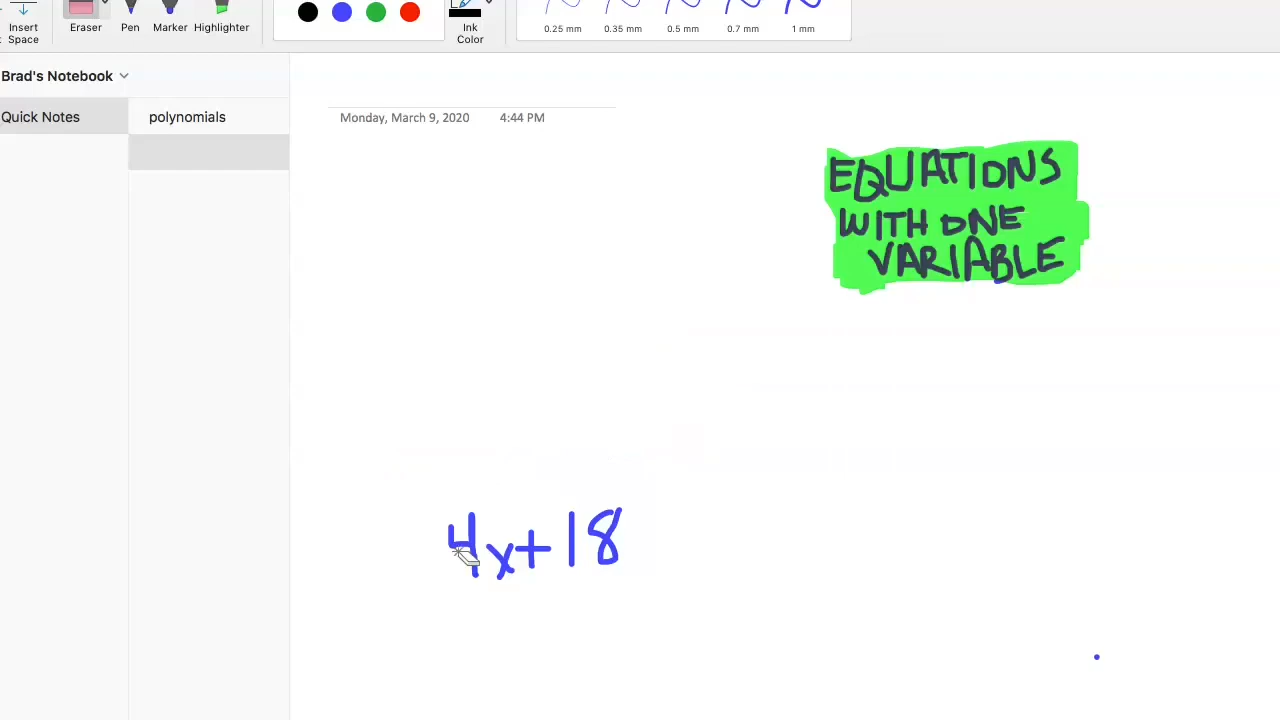 Insert
Space
Eraser
Pen
Marker
Highlighter
Ink
Color
0.25 mm
0.35 mm
0.5 mm
0.7 mm
1 mm
Brad's Notebook
Quick Notes
polynomials
Monday, March 9, 2020 4:44 PM
EQUATIONS
WITH ONE
VARIABLE
4x+18